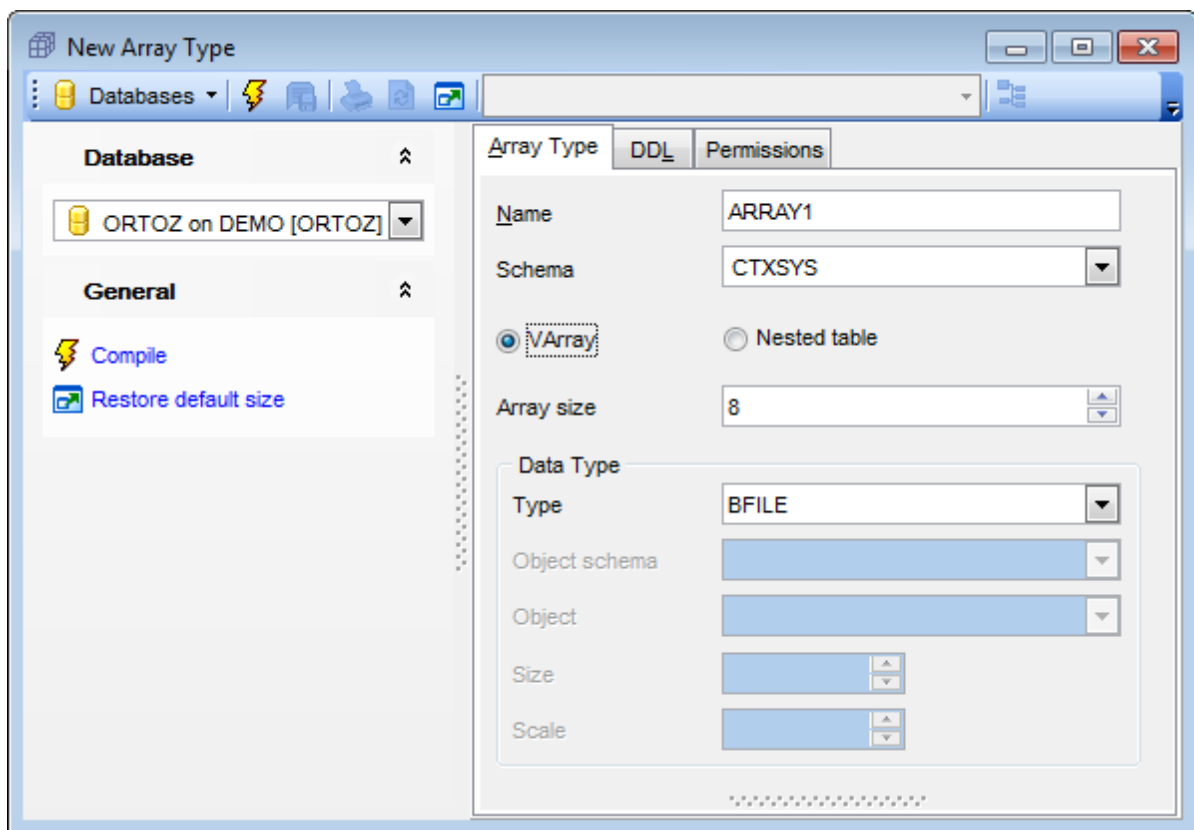 New Array Type
Databases
Database
ORTOZ on DEMO [ORTOZ]
General
Compile
Restore default size
Array Type DDL Permissions
Name ARRAY1
Schema CTXSYS
VArray Nested table
Array size 8
Data Type
Type BFILE
Object schema
Object
Size
Scale